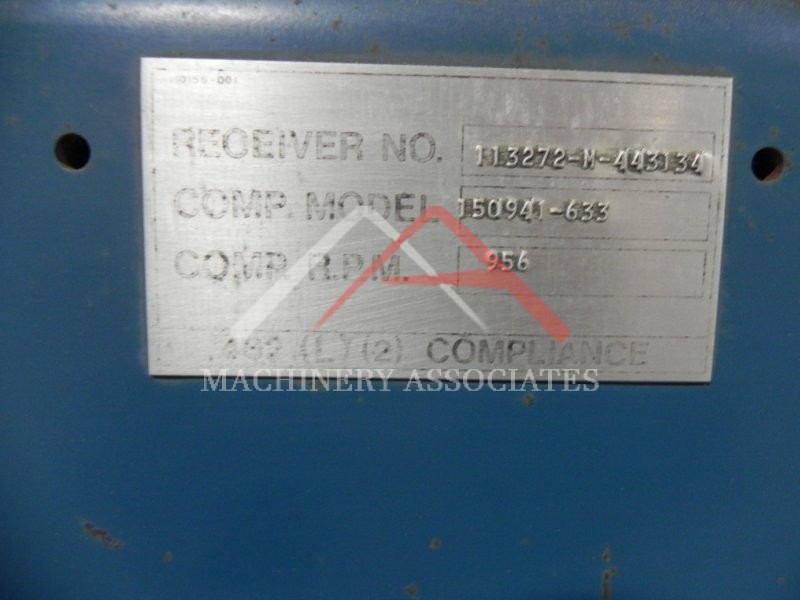 RECEIVER NO. 113272-M-443134
COMP. MODEL 150941-633
COMP. R.P.M. 956
(L) (2) COMPLIANCE
MACHINERY ASSOCIATES